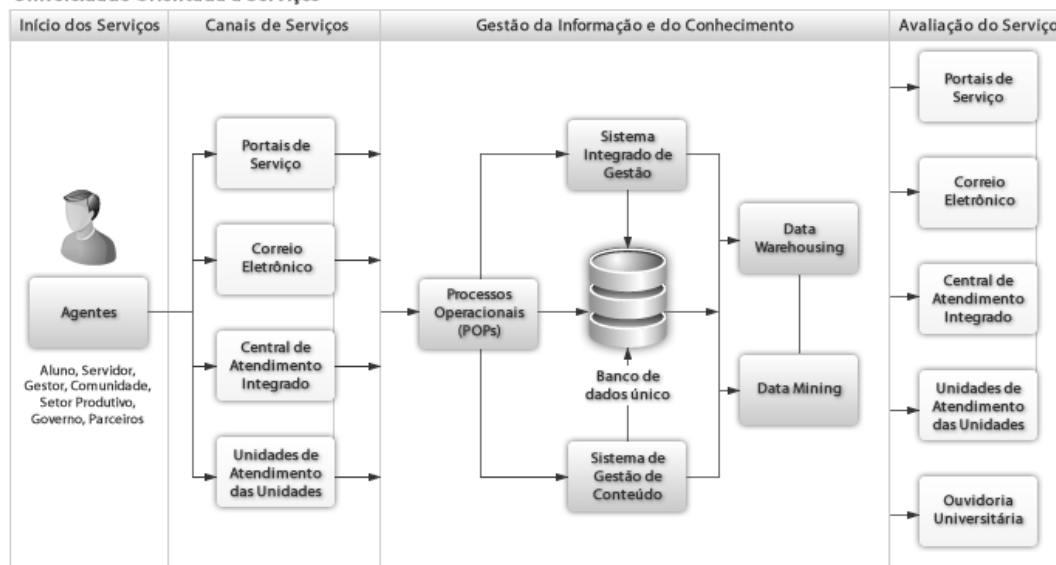 Início dos Serviços
Canais de Serviços
Gestão da Informação e do Conhecimento
Avaliação do Serviço
Agentes
Aluno, Servidor,
Gestor, Comunidade,
Setor Produtivo,
Governo, Parceiros
Portais de
Serviço
Correio
Eletrônico
Central de
Atendimento
Integrado
Unidades de
Atendimento
das Unidades
Processos
Operacionais
(POPs)
Sistema
Integrado de
Gestão
Banco de
dados único
Sistema de
Gestão de
Conteúdo
Data
Warehousing
Data Mining
Portais de
Serviço
Correio
Eletrônico
Central de
Atendimento
Integrado
Unidades de
Atendimento
das Unidades
Ouvidoria
Universitária